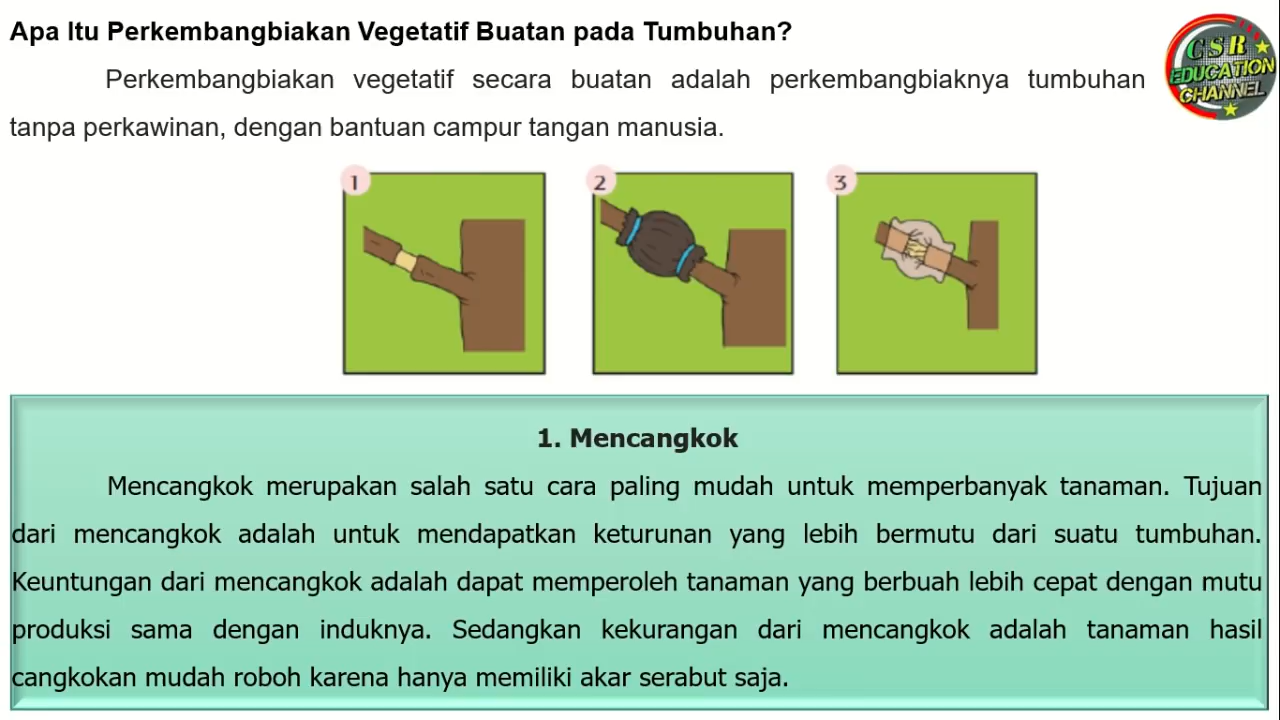 Apa Itu Perkembangbiakan Vegetatif Buatan pada Tumbuhan?
Perkembangbiakan vegetatif secara buatan adalah perkembangbiaknya tumbuhan
tanpa perkawinan, dengan bantuan campur tangan manusia.
CSR
EDUCATION
CHANNEL
1
2
3
1. Mencangkok
Mencangkok merupakan salah satu cara paling mudah untuk memperbanyak tanaman. Tujuan
dari mencangkok adalah untuk mendapatkan keturunan yang lebih bermutu dari suatu tumbuhan.
Keuntungan dari mencangkok adalah dapat memperoleh tanaman yang berbuah lebih cepat dengan mutu
produksi sama dengan induknya. Sedangkan kekurangan dari mencangkok adalah tanaman hasil
cangkokan mudah roboh karena hanya memiliki akar serabut saja.